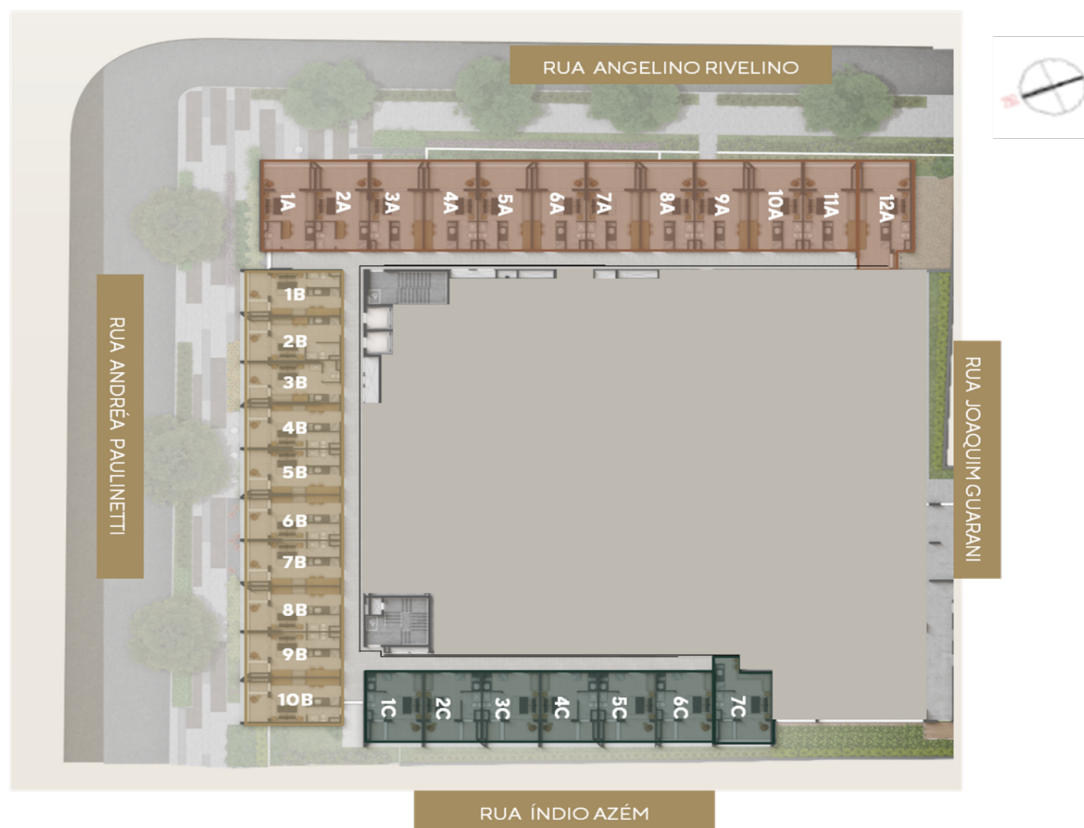 RUA ANGELINO RIVELINO
1A
2A
3A
4A
5A
6A
7A
8A
9A
10A
11A
12A
RUA ANDRÉA PAULINETTI
1B
2B
3B
4B
5B
6B
7B
8B
9B
10B
RUA JOAQUIM GUARANI
1C
2C
3C
4C
5C
6C
7C
RUA ÍNDIO AZÉM